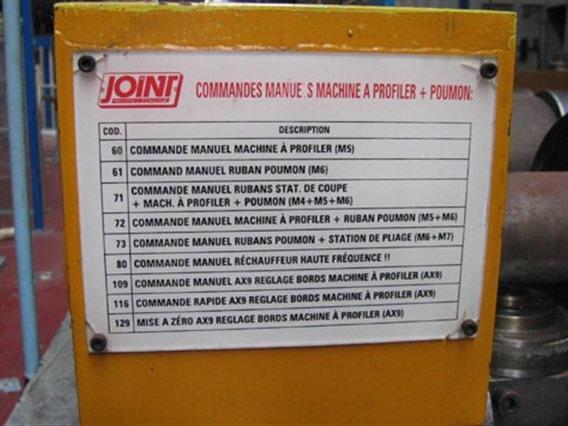 JOINT
COMMANDES MANUE S MACHINE A PROFILER + POUMON:
COD. DESCRIPTION
60 COMMANDE MANUEL MACHINE À PROFILER (M5)
61 COMMAND MANUEL RUBAN POUMON (M6)
71 COMMANDE MANUEL RUBANS STAT. DE COUPE
+ MACH. À PROFILER + POUMON (M4+M5+M6)
72 COMMANDE MANUEL MACHINE À PROFILER + RUBAN POUMON (M5+M6)
73 COMMANDE MANUEL RUBANS POUMON + STATION DE PLIAGE (M6+M7)
80 COMMANDE MANUEL RÉCHAUFFEUR HAUTE FRÉQUENCE !!
109 COMMANDE MANUEL AX9 REGLAGE BORDS MACHINE À PROFILER (AX9)
116 COMMANDE RAPIDE AX9 REGLAGE BORDS MACHINE À PROFILER (AX9)
129 MISE A ZÉRO AX9 REGLAGE BORDS MACHINE À PROFILER (AX9)